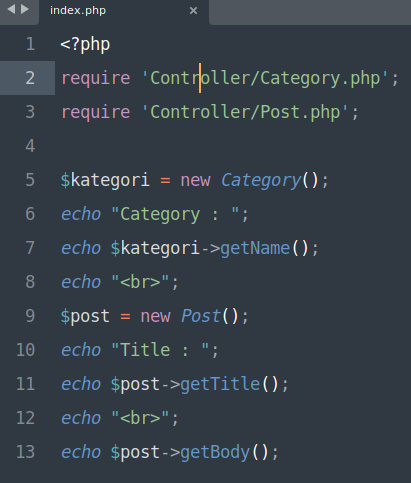 index.php
1 <?php
2 require 'Controller/Category.php';
3 require 'Controller/Post.php';
4
5 $kategori = new Category();
6 echo "Category : ";
7 echo $kategori->getName();
8 echo "<br>";
9 $post = new Post();
10 echo "Title : ";
11 echo $post->getTitle();
12 echo "<br>";
13 echo $post->getBody();